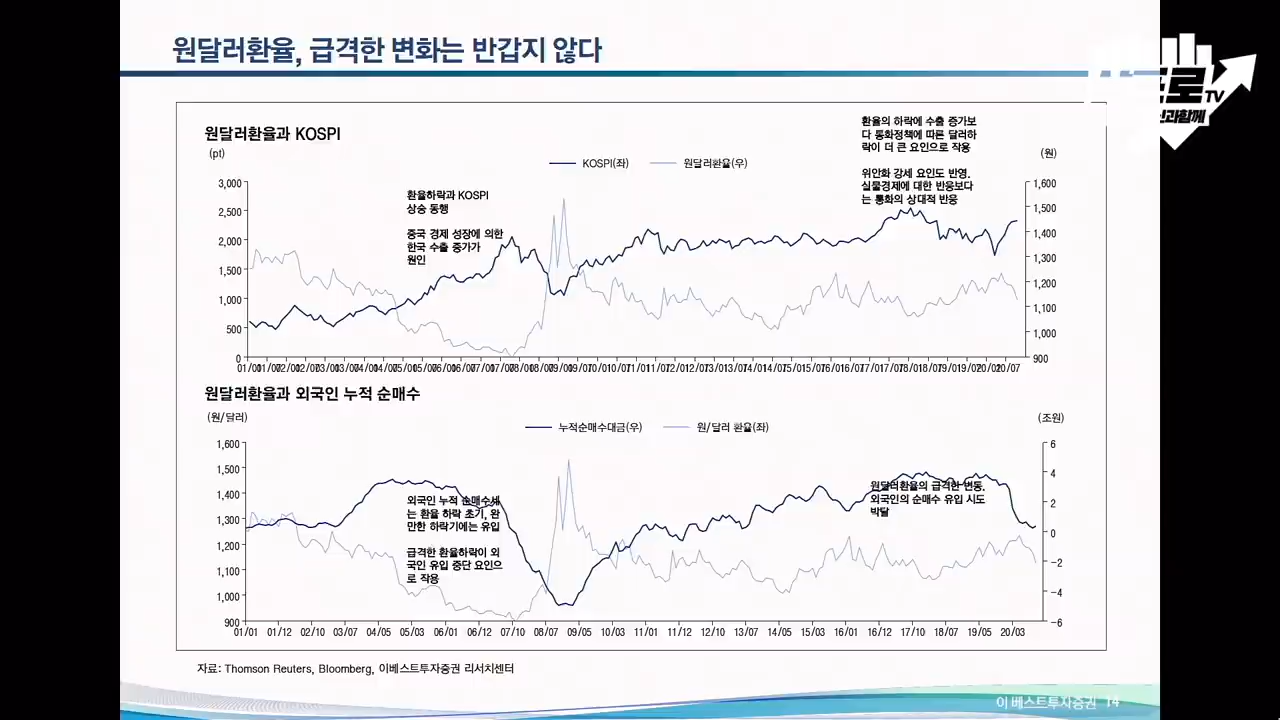 원달러환율, 급격한 변화는 반갑지 않다
로TV
신과함께
원달러환율과 KOSPI
(pt)
(원)
KOSPI(좌)
원달러환율(우)
환율의 하락에 수출 증가보
다 통화정책에 따른 달러하
락이 더 큰 요인으로 작용
위안화 강세 요인도 반영.
실물경제에 대한 반응보다
는 통화의 상대적 반응
환율하락과 KOSPI
상승 동행
중국 경제 성장에 의한
한국 수출 증가가
원인
3,000
2,500
2,000
1,500
1,000
500
0
1,600
1,500
1,400
1,300
1,200
1,100
1,000
900
원달러환율과 외국인 누적 순매수
(원/달러)
(조원)
누적순매수대금(우)
원/달러 환율(좌)
1,600
1,500
1,400
1,300
1,200
1,100
1,000
900
6
4
2
0
-2
-4
-6
외국인 누적 순매수세
는 환율 하락 초기, 완
만한 하락기에는 유입
급격한 환율하락이 외
국인 유입 중단 요인으
로 작용
원달러환율의 급격한 변동,
외국인의 순매수 유입 시도
박탈
01/01 01/12 02/10 03/07 04/05 05/03 06/01 06/12 07/10 08/07 09/05 10/03 11/01 11/12 12/10 13/07 14/05 15/03 16/01 16/12 17/10 18/07 19/05 20/03
자료: Thomson Reuters, Bloomberg, 이베스트투자증권 리서치센터
이베스트투자증권 14